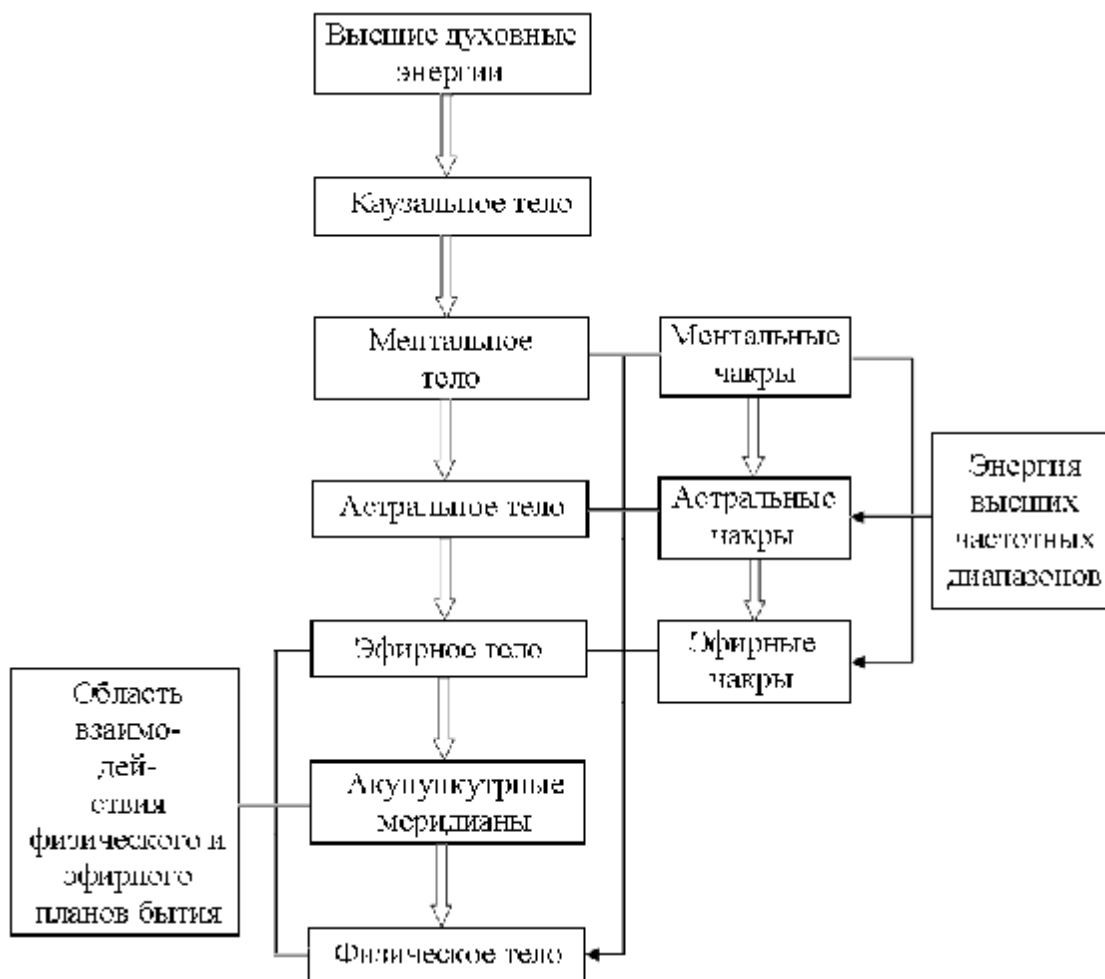 Высшие духовные
энергии
Каузальное тело
Ментальное
тело
Ментальные
чакры
Астральное тело
Астральные
чакры
Энергия
высших
частотных
диапазонов
Эфирное тело
Эфирные
чакры
Область
взаимо-
дей-
ствия
физического и
эфирного
планов бытия
Акупункутрные
меридианы
Физическое тело